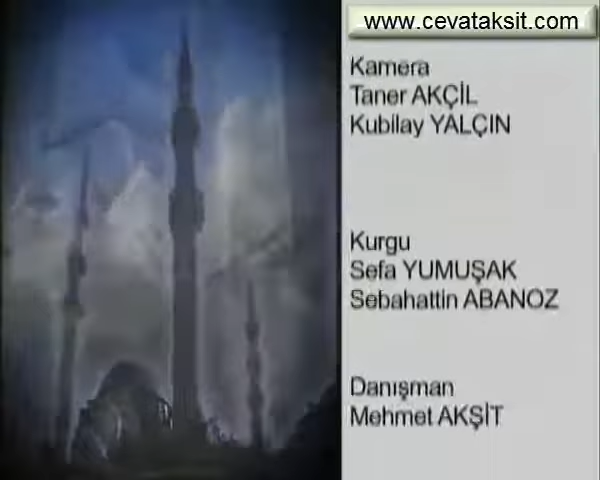 www.cevataksit.com
Kamera
Taner AKÇİL
Kubilay YALÇIN
Kurgu
Sefa YUMUŞAK
Sebahattin ABANOZ
Danışman
Mehmet AKŞİT